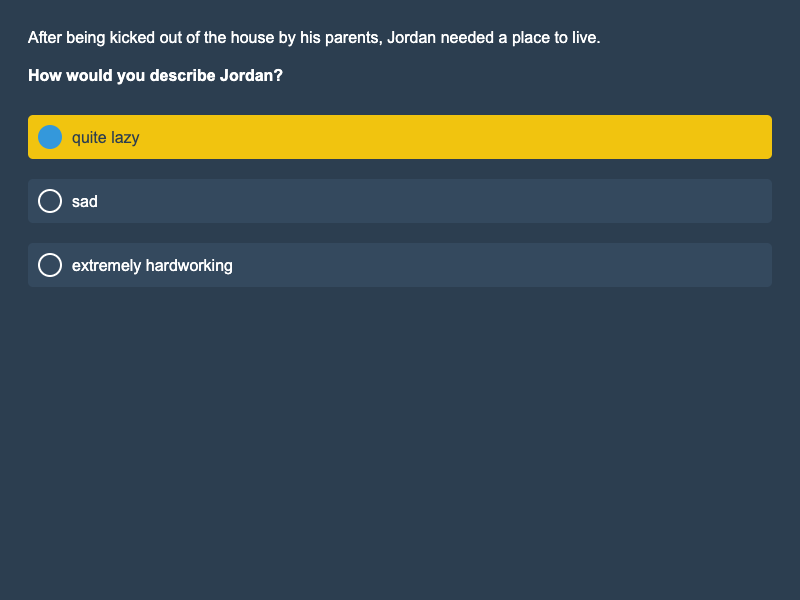 After being kicked out of the house by his parents, Jordan needed a place to live.
How would you describe Jordan?
quite lazy
sad
extremely hardworking